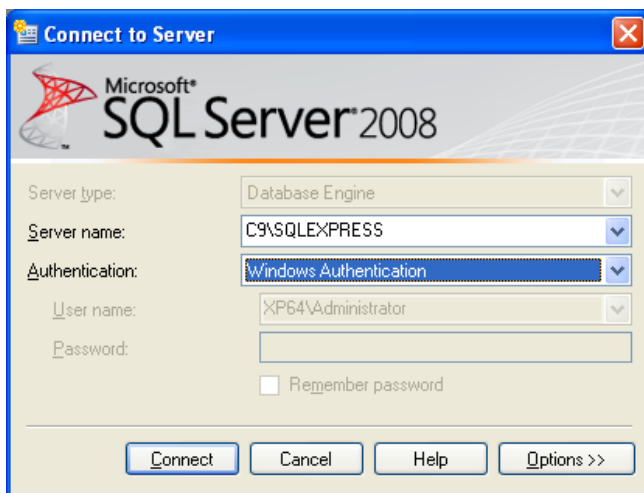 Connect to Server
Microsoft®
SQL Server® 2008
Server type: Database Engine
Server name: C9\SQLEXPRESS
Authentication: Windows Authentication
User name: XP64\Administrator
Password:
Remember password
Connect Cancel Help Options >>